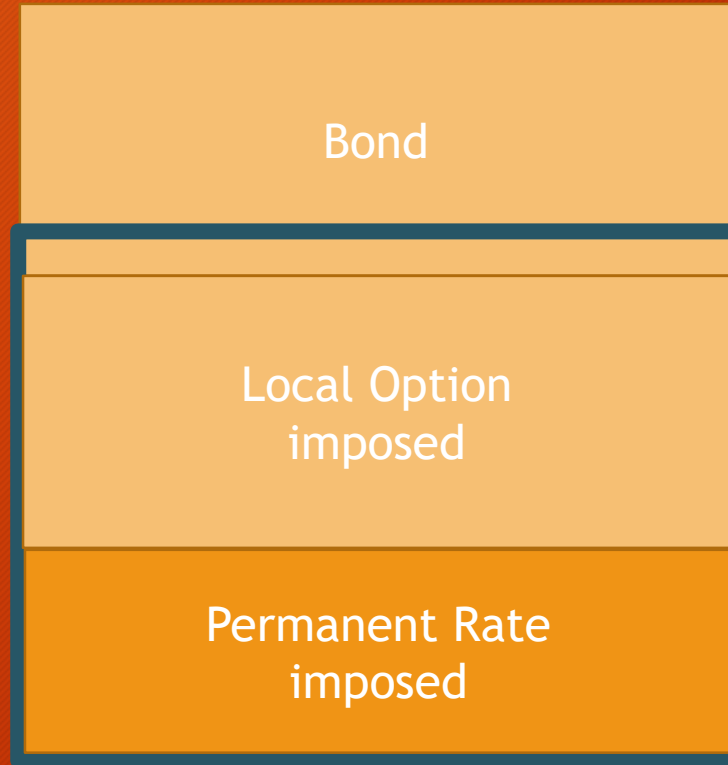 Bond
Local Option
imposed
Permanent Rate
imposed